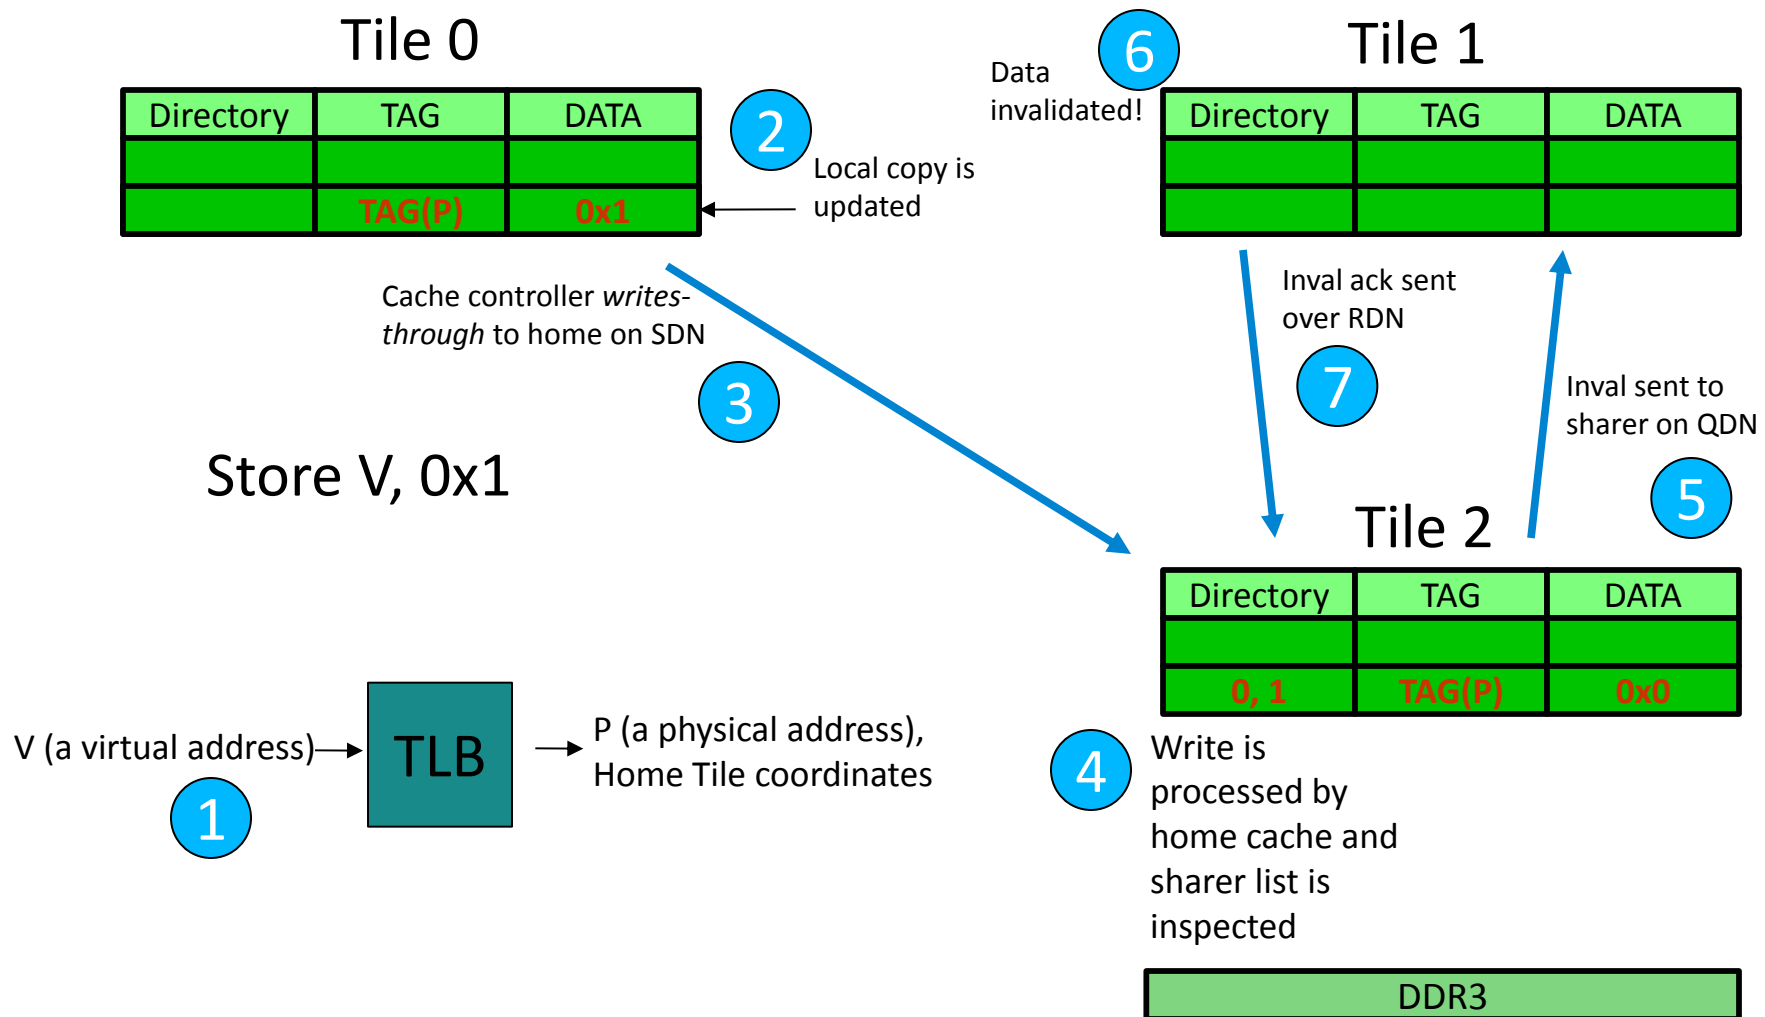 Tile 0
Directory TAG DATA
TAG(P) 0x1
2
Local copy is
updated
6
Data
invalidated!
Tile 1
Directory TAG DATA
Cache controller writes-
through to home on SDN
3
Inval ack sent
over RDN
7
Inval sent to
sharer on QDN
5
Store V, 0x1
Tile 2
Directory TAG DATA
0, 1 TAG(P) 0x0
V (a virtual address)
1
TLB
P (a physical address),
Home Tile coordinates
4
Write is
processed by
home cache and
sharer list is
inspected
DDR3